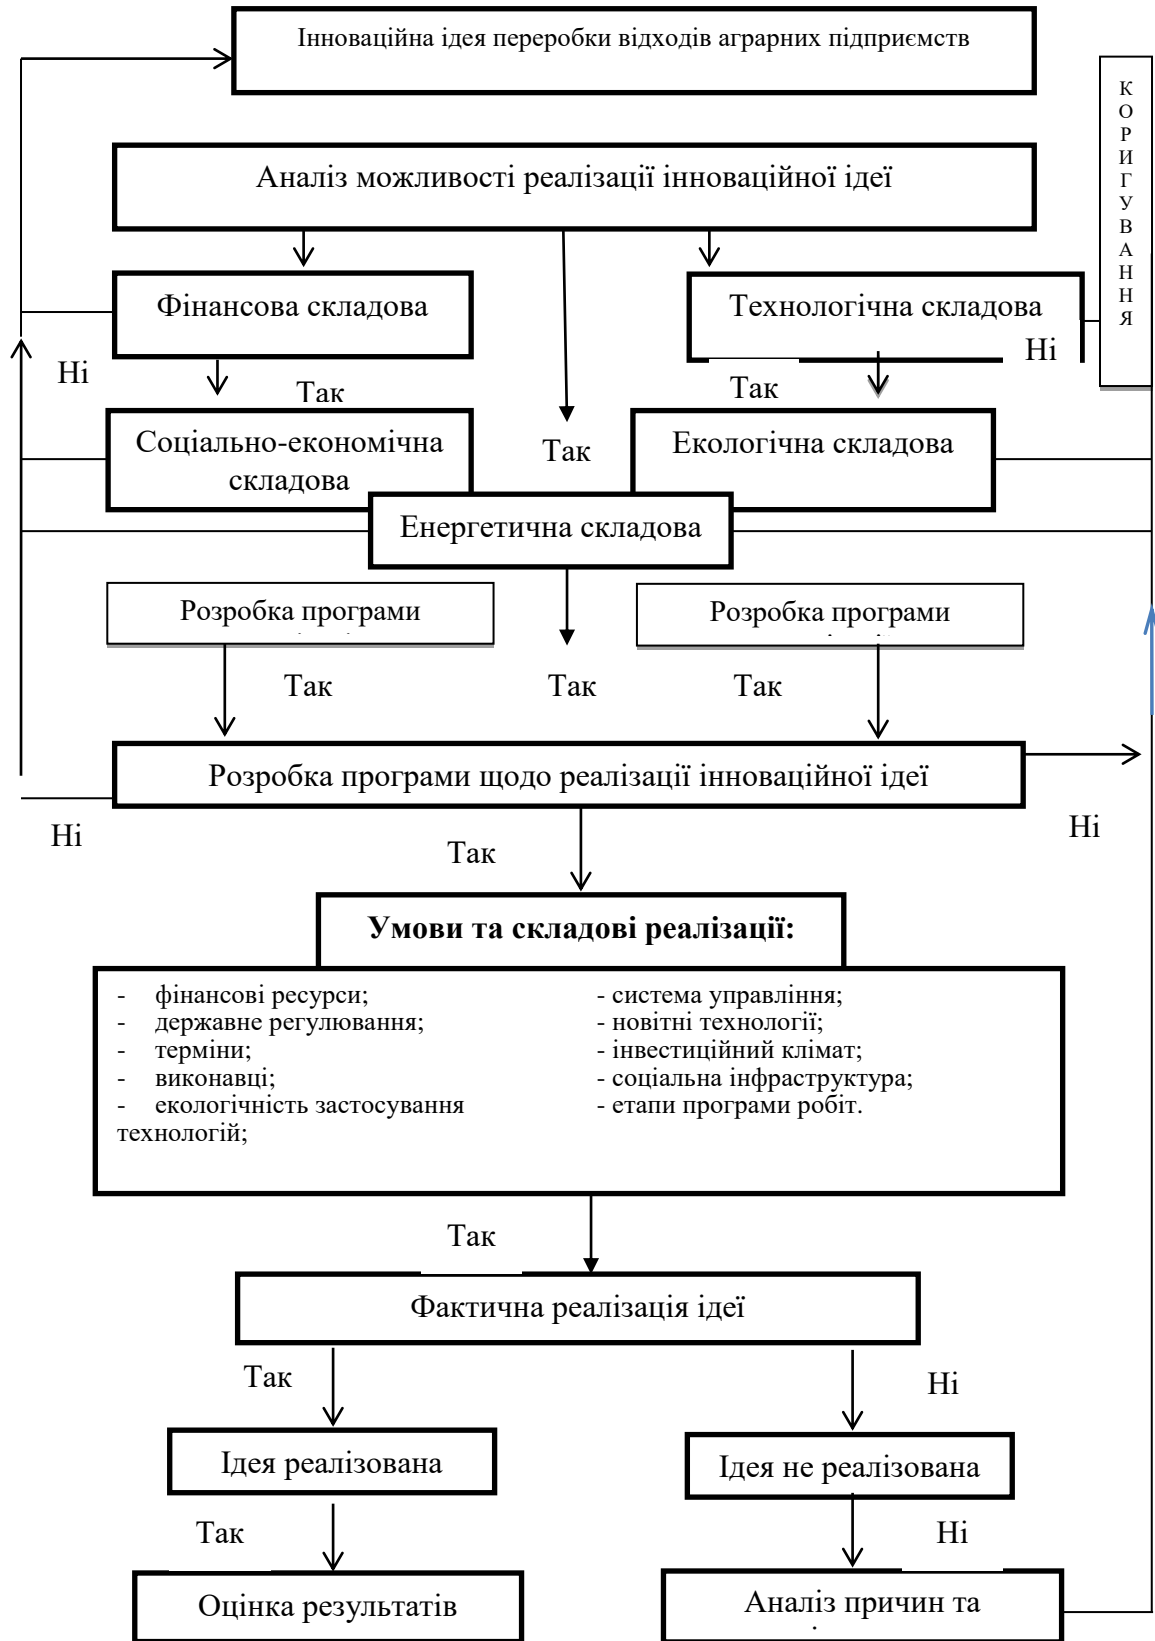 Інноваційна ідея переробки відходів аграрних підприємств
КОРИГУВАННЯ
Аналіз можливості реалізації інноваційної ідеї
Фінансова складова
Технологічна складова
Ні
Ні
Так
Так
Соціально-економічна
складова
Так
Екологічна складова
Енергетична складова
Розробка програми
Розробка програми
Так
Так
Так
Розробка програми щодо реалізації інноваційної ідеї
Ні
Ні
Так
Умови та складові реалізації:
- фінансові ресурси;
- державне регулювання;
- терміни;
- виконавці;
- екологічність застосування
технологій;
- система управління;
- новітні технології;
- інвестиційний клімат;
- соціальна інфраструктура;
- етапи програми робіт.
Так
Фактична реалізація ідеї
Так
Ні
Ідея реалізована
Ідея не реалізована
Так
Ні
Оцінка результатів
Аналіз причин та